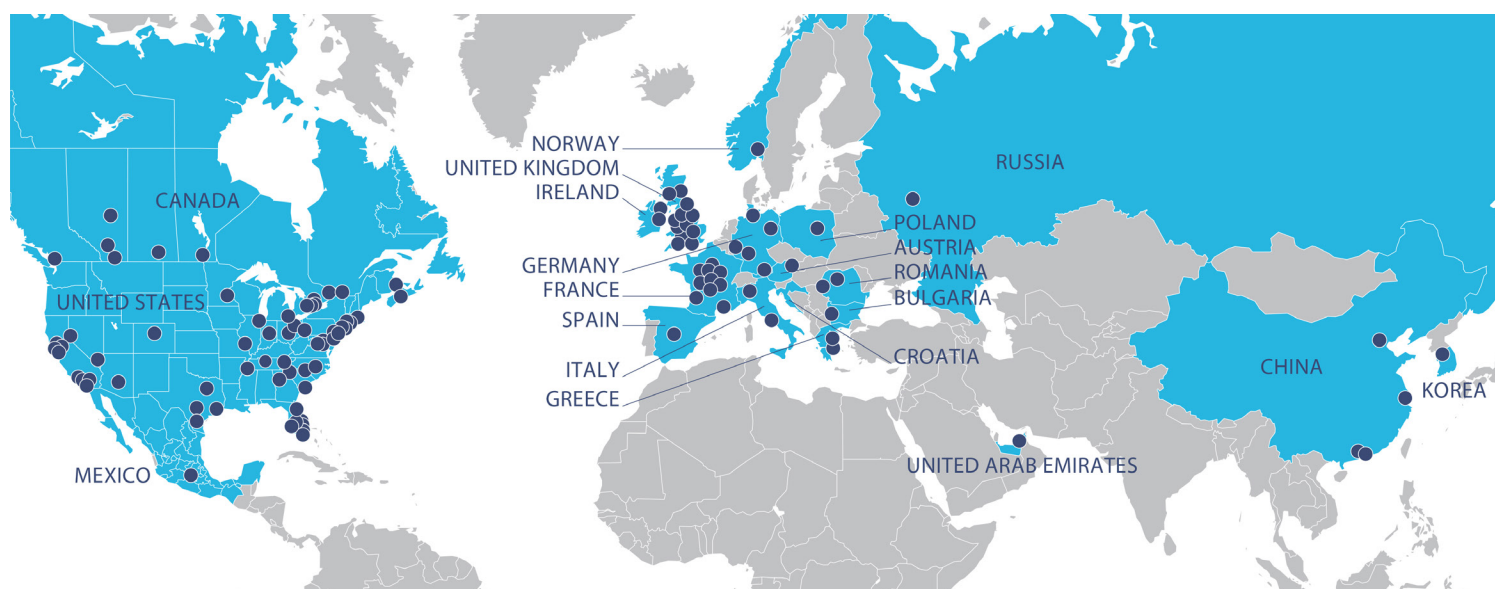 CANADA
UNITED STATES
MEXICO
NORWAY
UNITED KINGDOM
IRELAND
GERMANY
FRANCE
SPAIN
ITALY
GREECE
RUSSIA
POLAND
AUSTRIA
ROMANIA
BULGARIA
CROATIA
UNITED ARAB EMIRATES
CHINA
KOREA